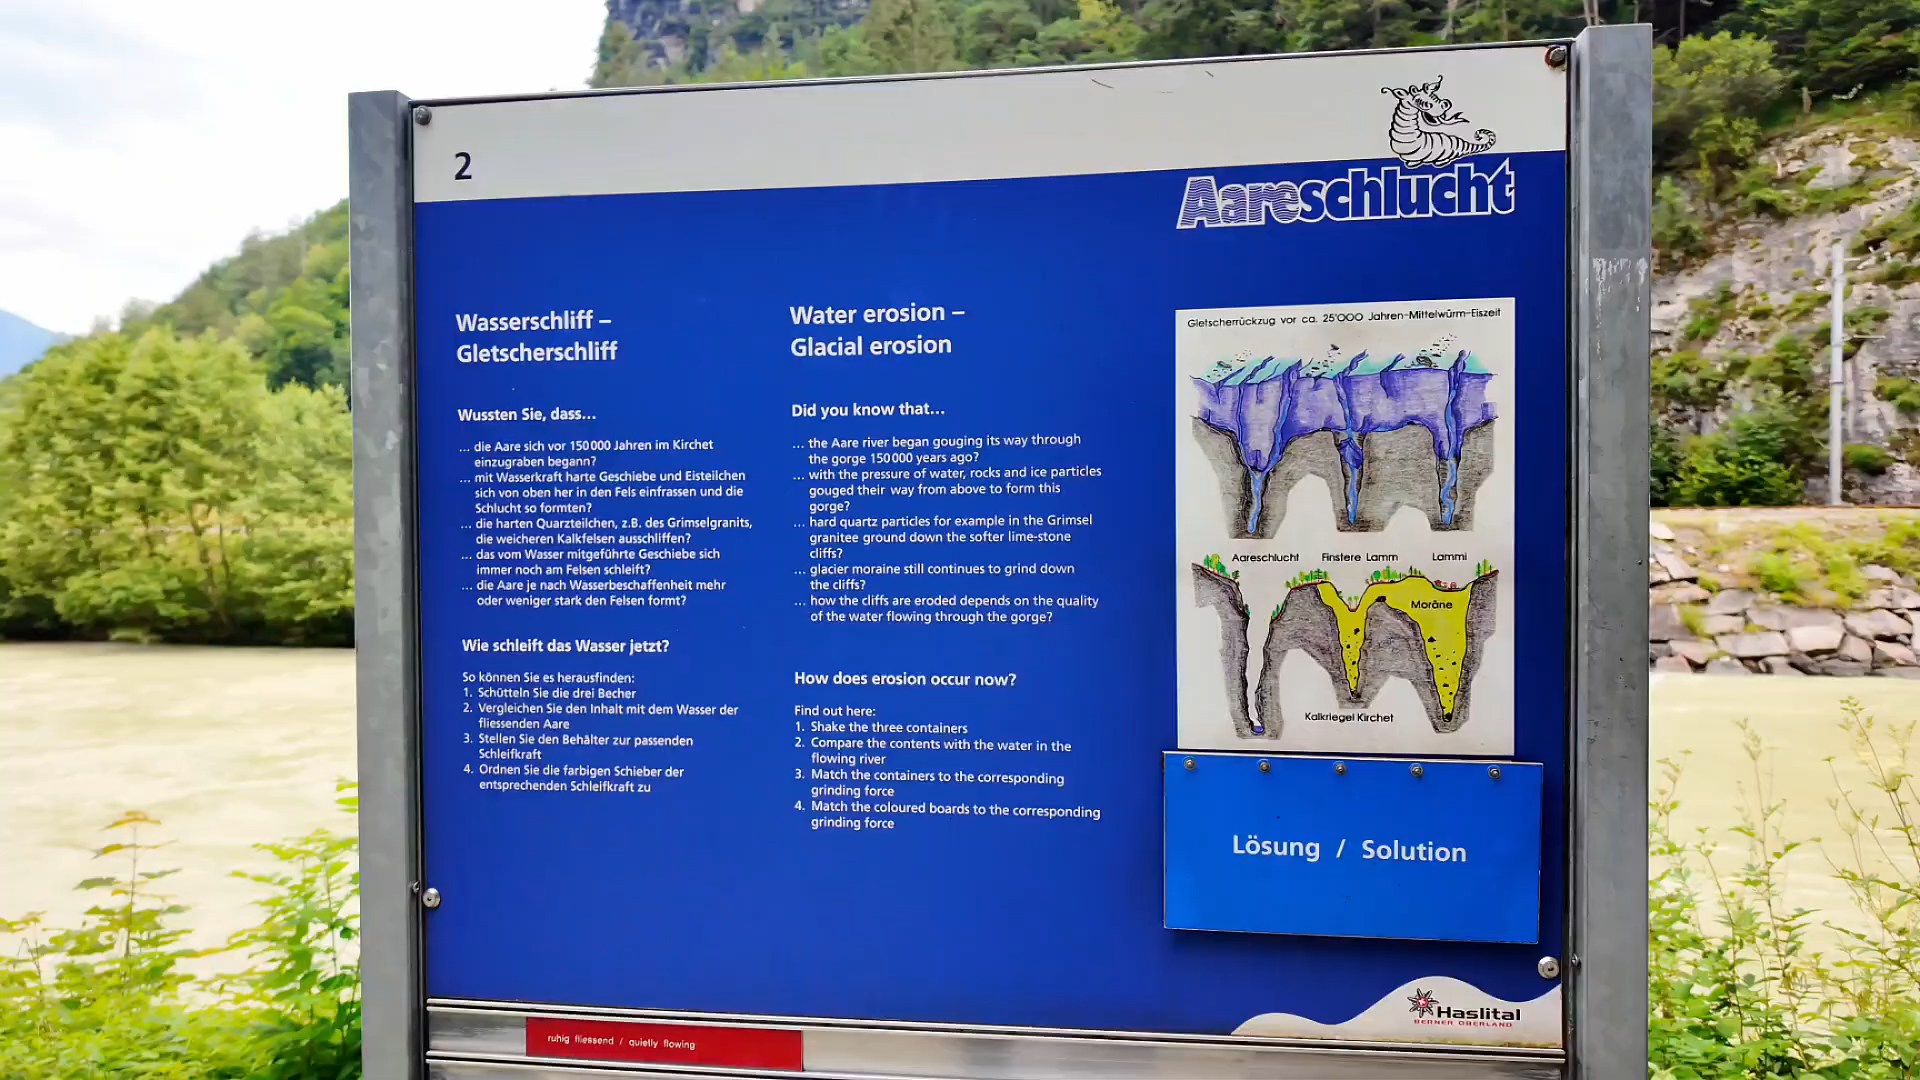 2
Aareschlucht
Wasserschliff –
Gletscherschliff
Wussten Sie, dass...
... die Aare sich vor 150 000 Jahren im Kirchet
einzugraben begann?
... mit Wasserkraft harte Geschiebe und Eisteilchen
sich von oben her in den Fels einfrassen und die
Schlucht so formten?
... die harten Quarzteilchen, z.B. des Grimselgranits,
die weicheren Kalkfelsen ausschliffen?
... das vom Wasser mitgeführte Geschiebe sich
immer noch am Felsen schleift?
... die Aare je nach Wasserbeschaffenheit mehr
oder weniger stark den Felsen formt?
Wie schleift das Wasser jetzt?
So können Sie es herausfinden:
1. Schütteln Sie die drei Becher
2. Vergleichen Sie den Inhalt mit dem Wasser der
fliessenden Aare
3. Stellen Sie den Behälter zur passenden
Schleifkraft
4. Ordnen Sie die farbigen Schieber der
entsprechenden Schleifkraft zu
Water erosion –
Glacial erosion
Did you know that...
... the Aare river began gouging its way through
the gorge 150 000 years ago?
... with the pressure of water, rocks and ice particles
gouged their way from above to form this
gorge?
... hard quartz particles for example in the Grimsel
granitee ground down the softer lime-stone
cliffs?
... glacier moraine still continues to grind down
the cliffs?
... how the cliffs are eroded depends on the quality
of the water flowing through the gorge?
How does erosion occur now?
Find out here:
1. Shake the three containers
2. Compare the contents with the water in the
flowing river
3. Match the containers to the corresponding
grinding force
4. Match the coloured boards to the corresponding
grinding force
Gletscherrückzug vor ca. 25'000 Jahren-Mittelwürm-Eiszeit
Aareschlucht Finstere Lamm Lammi
Moräne
Kalkriegel Kirchet
Lösung / Solution
Haslital
BERNER OBERLAND
ruhig fliessend / quietly flowing